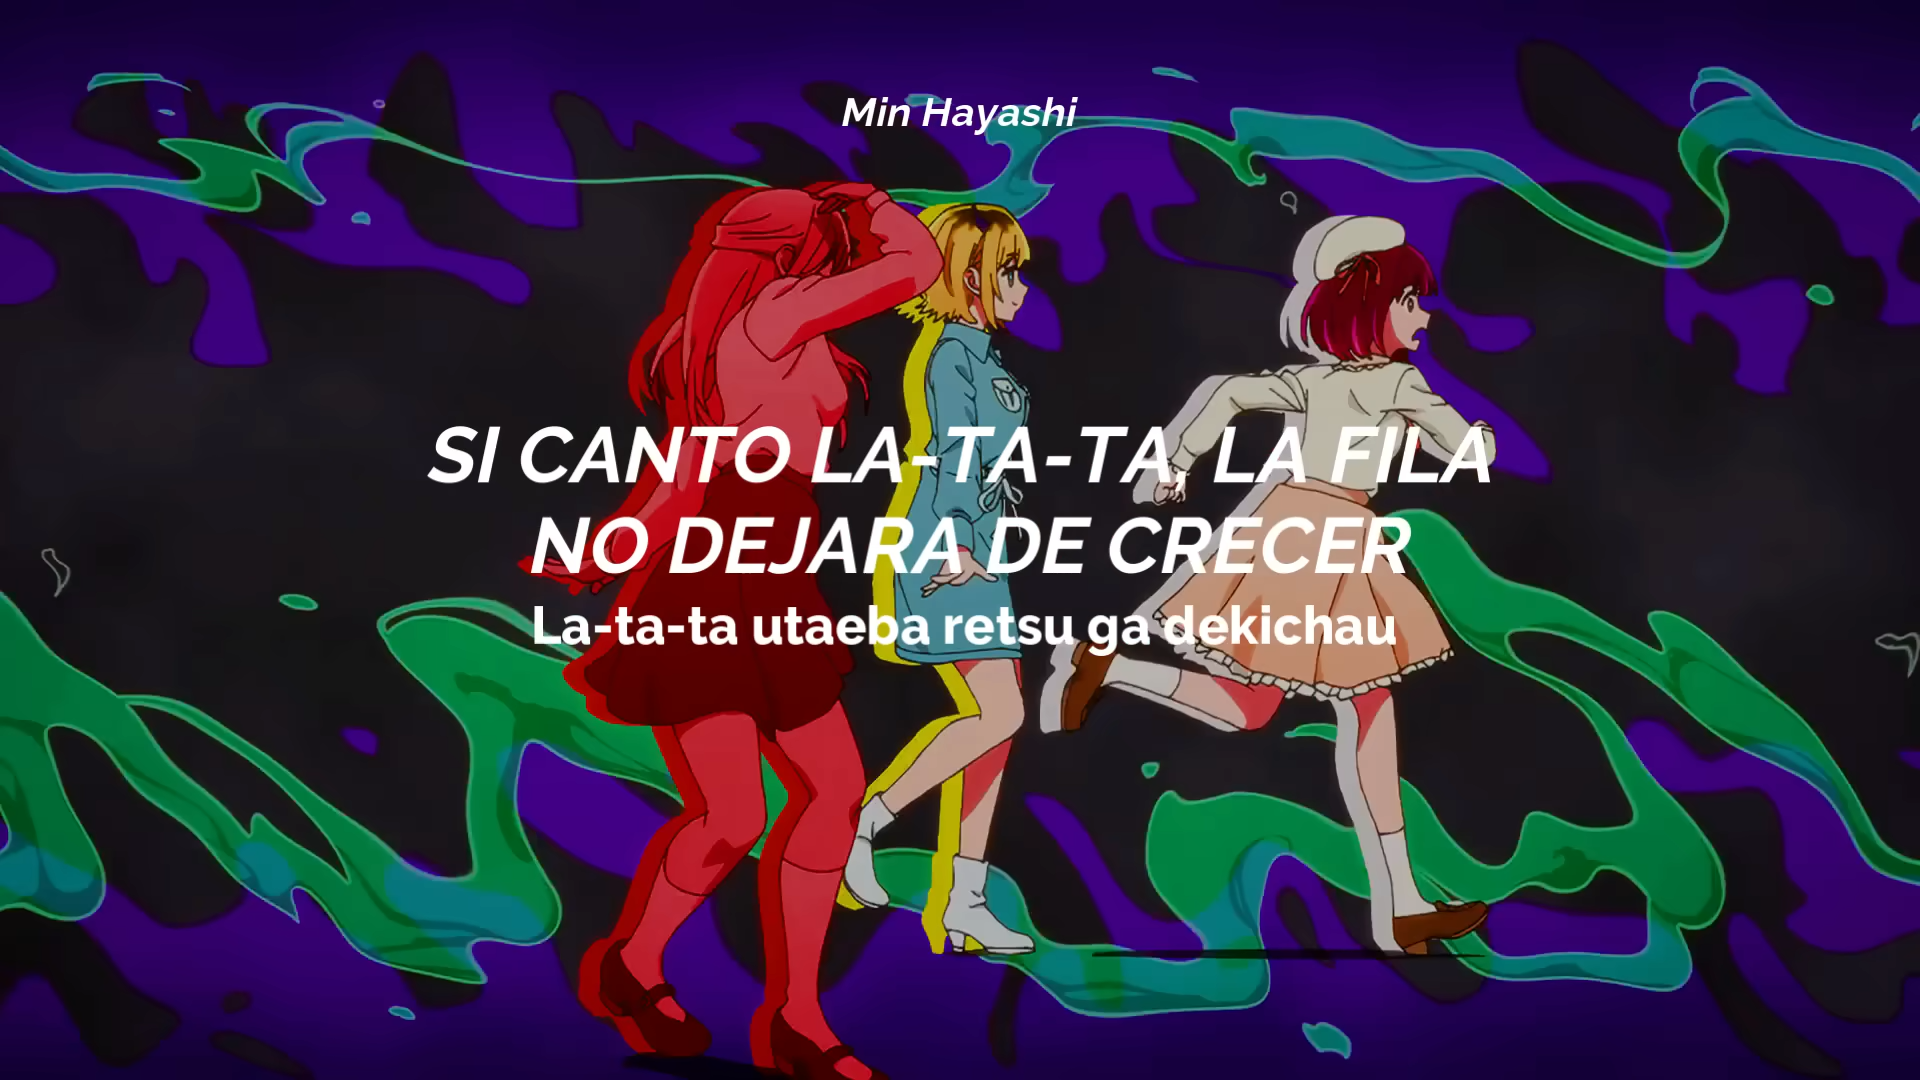 Min Hayashi
SI CANTO LA-TA-TA, LA FILA
NO DEJARA DE CRECER
La-ta-ta utaeba retsu ga dekichau